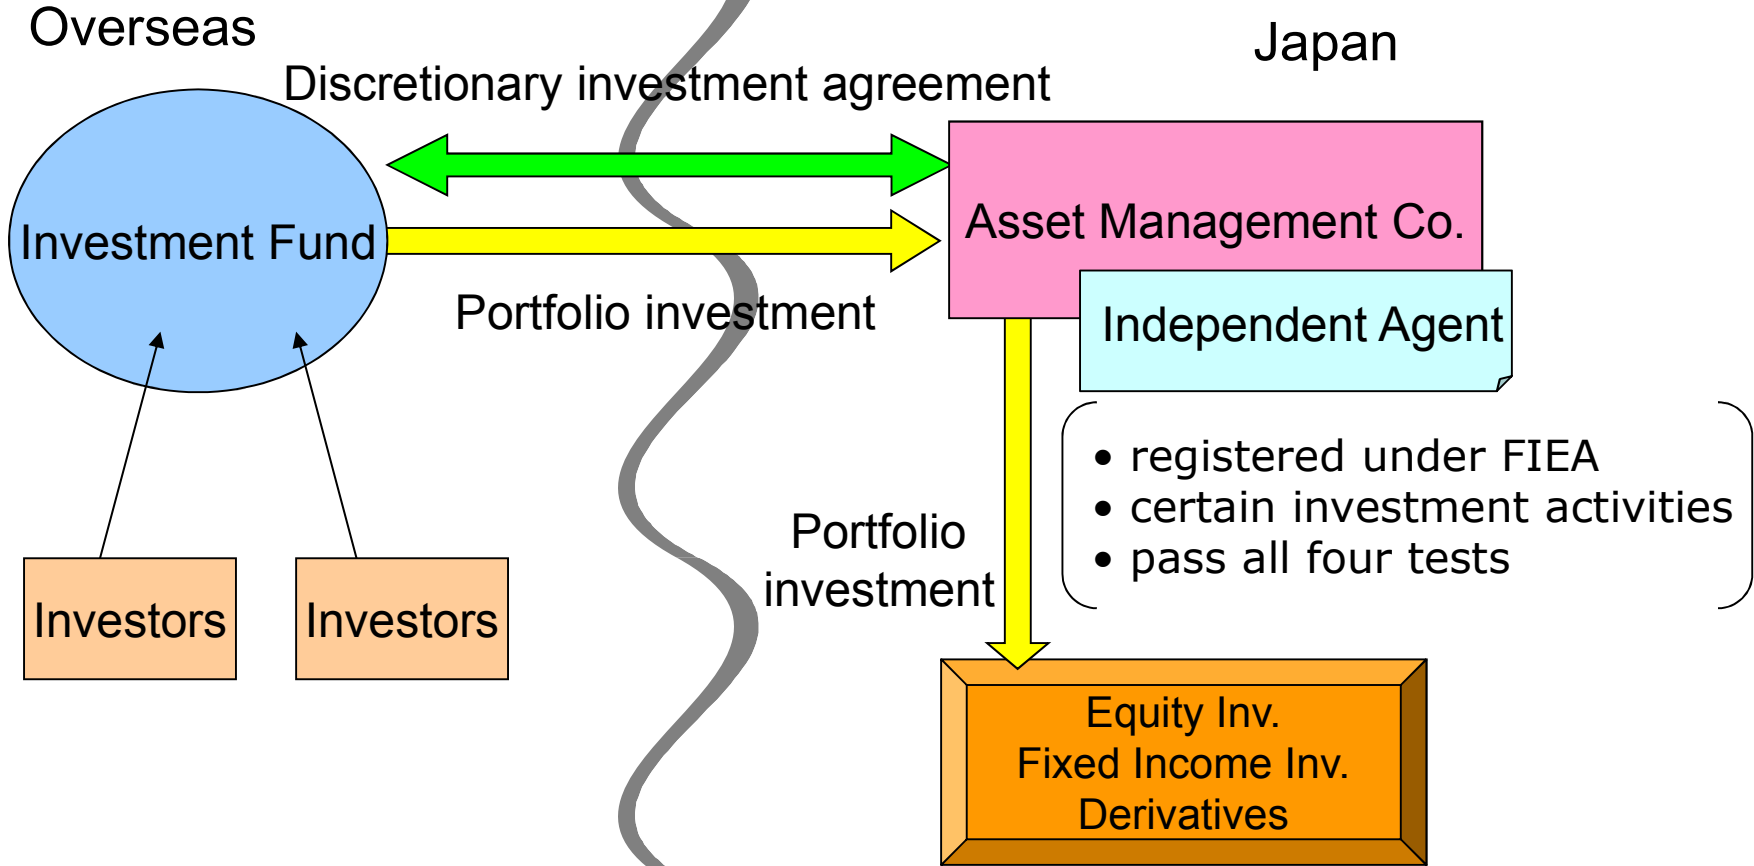 Overseas
Japan
Discretionary investment agreement
Investment Fund
Asset Management Co.
Portfolio investment
Independent Agent
• registered under FIEA
• certain investment activities
• pass all four tests
Portfolio
investment
Investors
Investors
Equity Inv.
Fixed Income Inv.
Derivatives